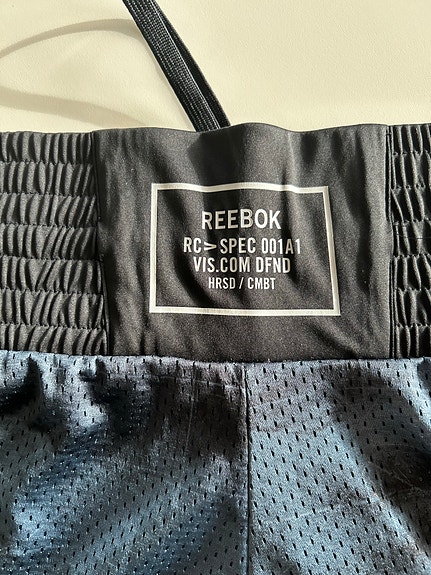 REEBOK
RC > SPEC 001A1
VIS.COM DFND
HRSD / CMBT